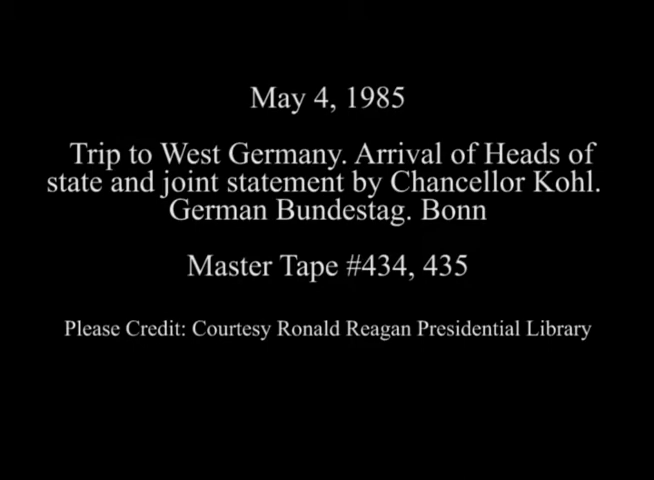 May 4, 1985
Trip to West Germany. Arrival of Heads of
state and joint statement by Chancellor Kohl.
German Bundestag. Bonn
Master Tape #434, 435
Please Credit: Courtesy Ronald Reagan Presidential Library